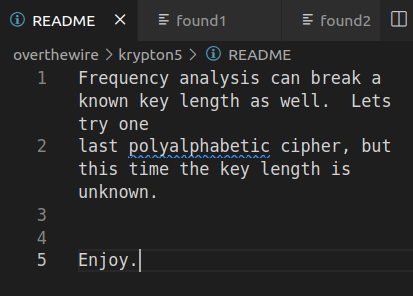 README
found1
found2
overthewire > krypton5 > README
1 Frequency analysis can break a
known key length as well.  Lets
try one
2 last polyalphabetic cipher, but
this time the key length is
unknown.
3
4
5 Enjoy.